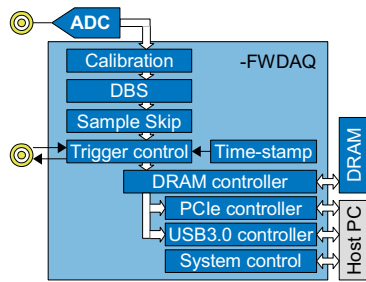 ADC
-FWDAQ
Calibration
DBS
Sample Skip
Trigger control
Time-stamp
DRAM controller
PCIe controller
USB3.0 controller
System control
DRAM
Host PC